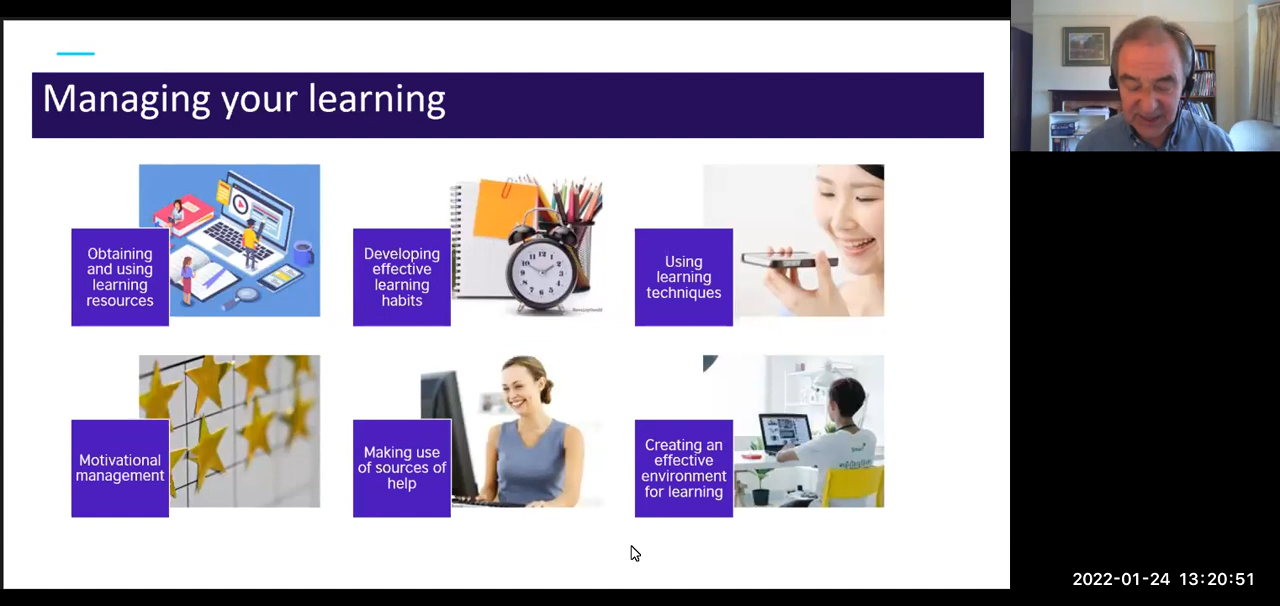 Managing your learning
Obtaining
and using
learning
resources
Developing
effective
learning
habits
Using
learning
techniques
Motivational
management
Making use
of sources of
help
Creating an
effective
environment
for learning
2022-01-24 13:20:51